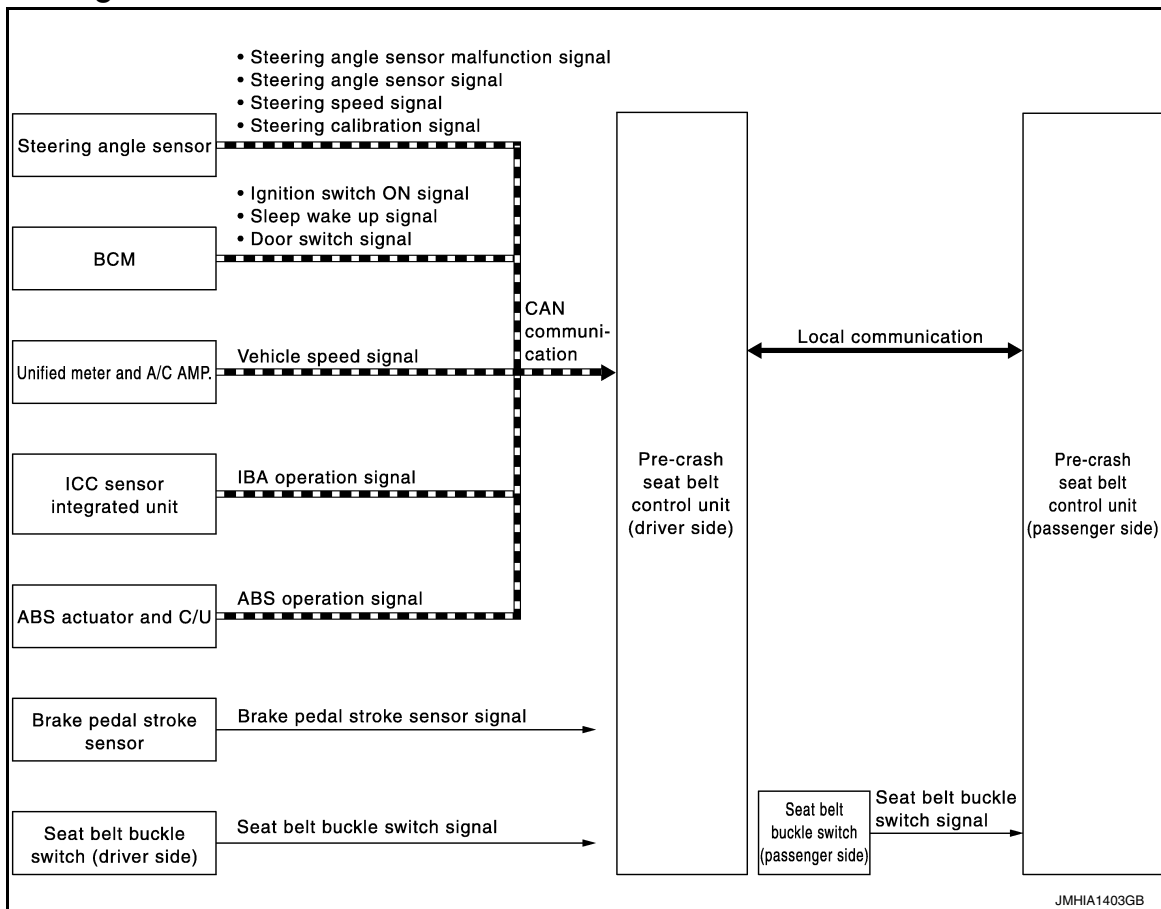 • Steering angle sensor malfunction signal
• Steering angle sensor signal
• Steering speed signal
• Steering calibration signal
Steering angle sensor
• Ignition switch ON signal
• Sleep wake up signal
• Door switch signal
BCM
CAN
communi-
cation
Unified meter and A/C AMP.
Vehicle speed signal
Local communication
ICC sensor
integrated unit
IBA operation signal
Pre-crash
seat belt
control unit
(driver side)
Pre-crash
seat belt
control unit
(passenger side)
ABS actuator and C/U
ABS operation signal
Brake pedal stroke
sensor
Brake pedal stroke sensor signal
Seat belt buckle
switch (driver side)
Seat belt buckle switch signal
Seat belt
buckle switch
(passenger side)
Seat belt buckle
switch signal
JMHIA1403GB